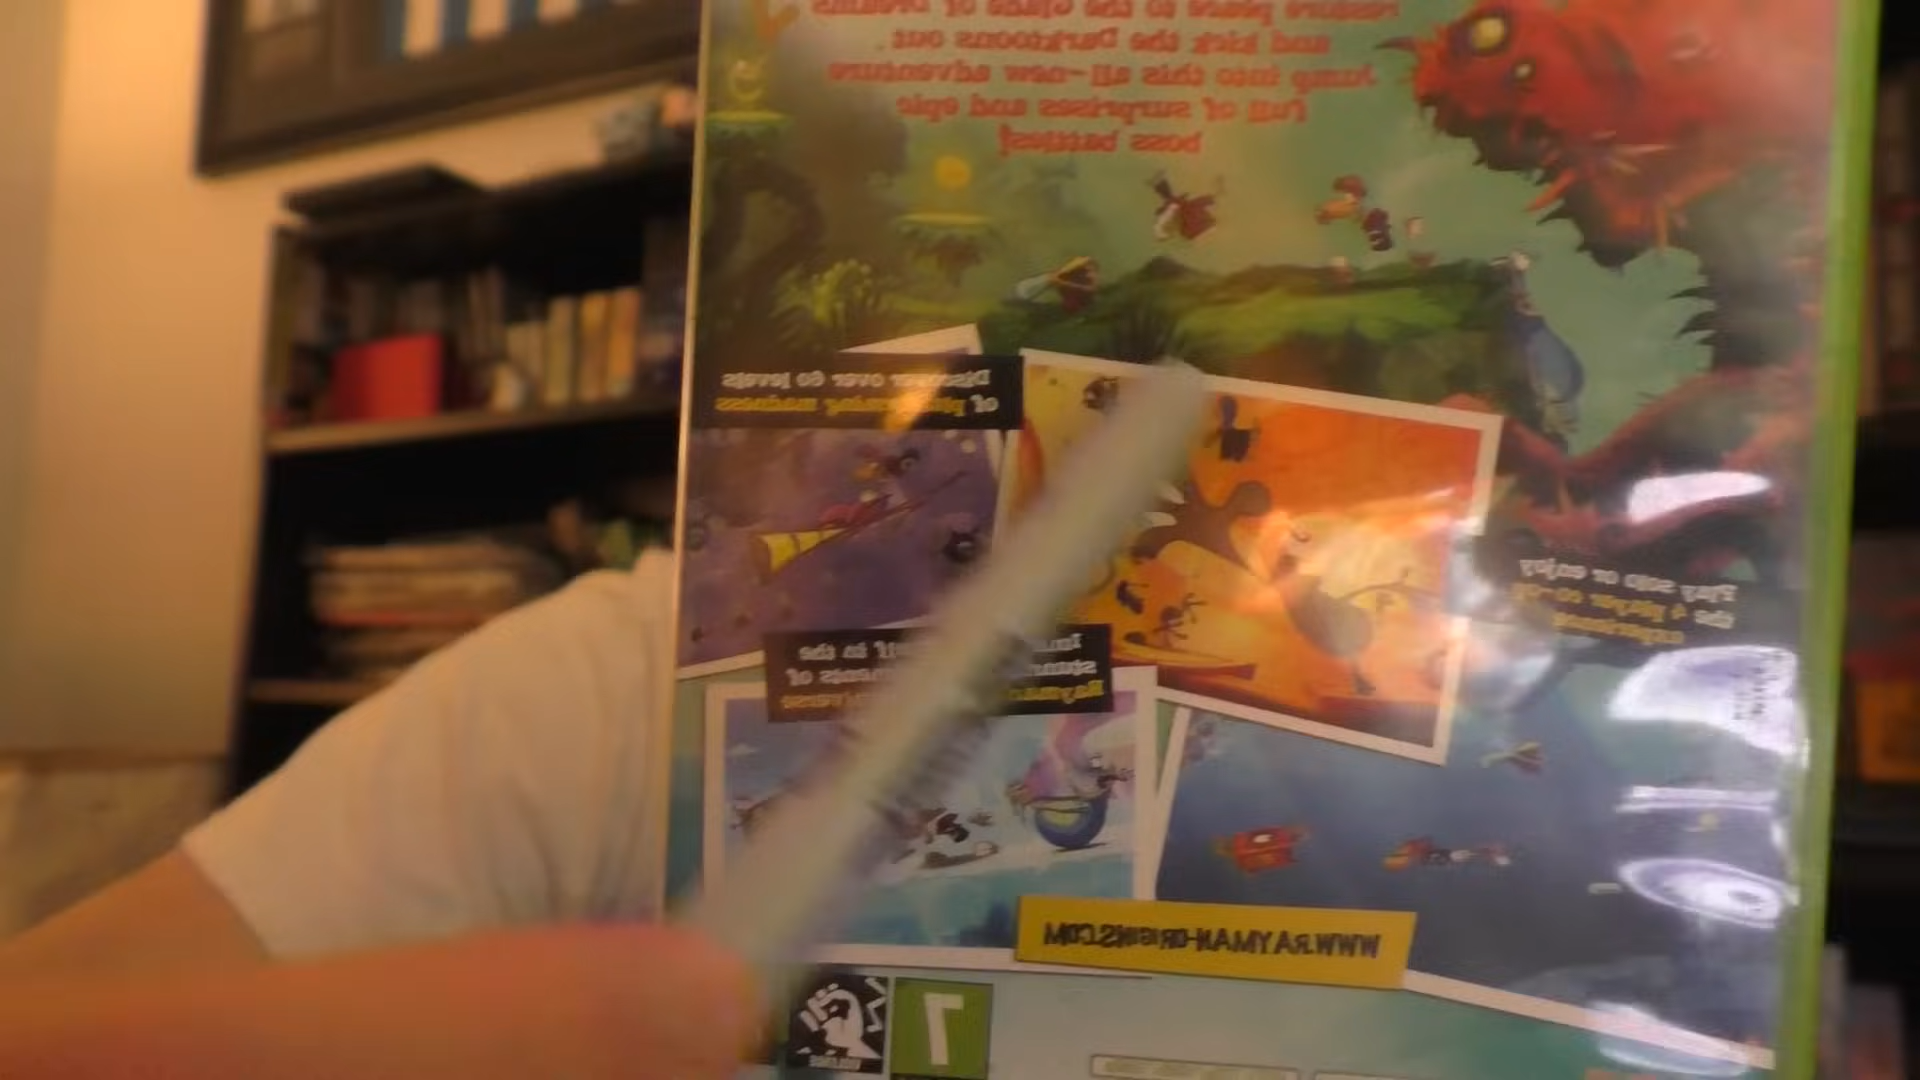 restore peace to the Glade of Dreams
and kick the Darktoons out.
Jump into this all-new adventure
full of surprises and epic
boss battles!
Discover over 60 levels
of madness
Play solo or enjoy
the 4 player co-op
experience
in the
of
WWW.RAYMAN-ORIGINS.COM
7